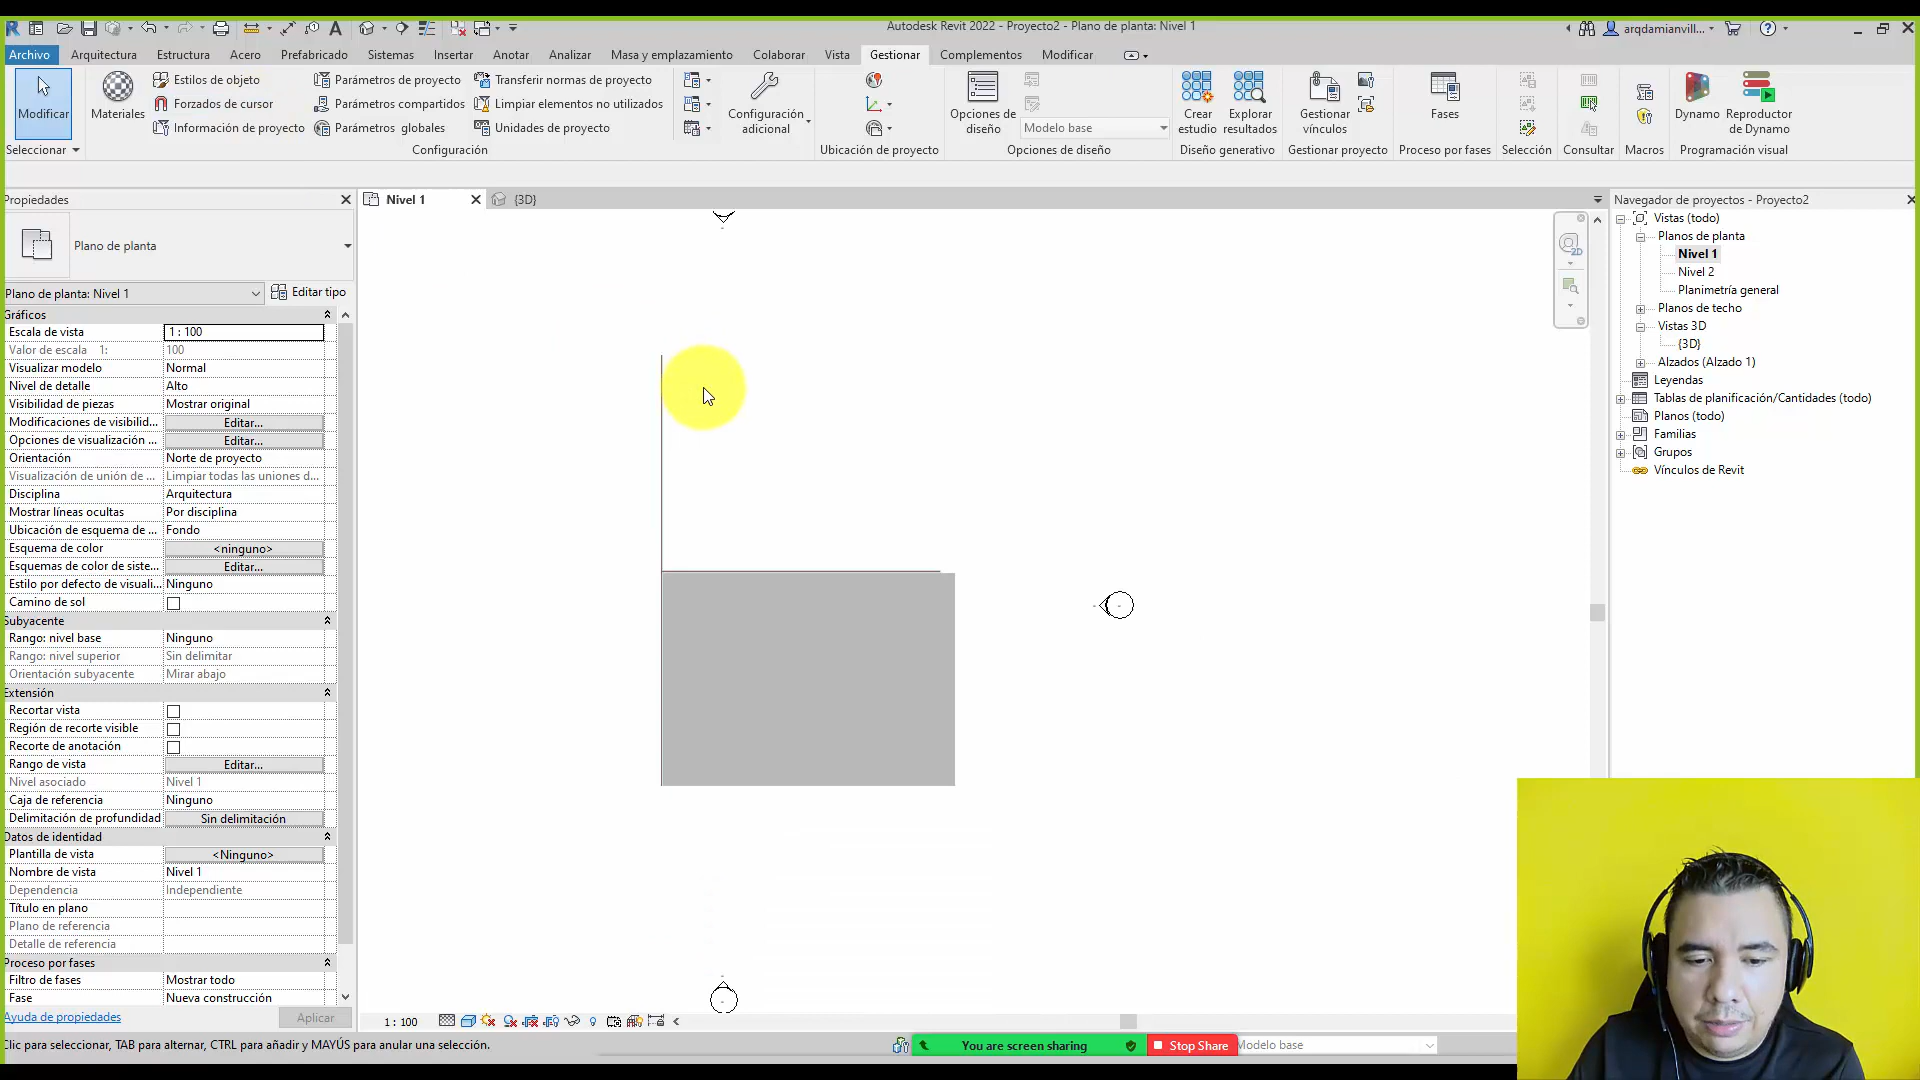 Autodesk Revit 2022 - Proyecto2 - Plano de planta: Nivel 1
arqdamianvill...
Archivo Arquitectura Estructura Acero Prefabricado Sistemas Insertar Anotar Analizar Masa y emplazamiento Colaborar Vista Gestionar Complementos Modificar
Modificar
Materiales
Estilos de objeto
Forzados de cursor
Información de proyecto
Parámetros de proyecto
Parámetros compartidos
Parámetros globales
Transferir normas de proyecto
Limpiar elementos no utilizados
Unidades de proyecto
Configuración
adicional
Opciones de
diseño
Modelo base
Crear
estudio
Explorar
resultados
Gestionar
vínculos
Fases
Dynamo
Reproductor
de Dynamo
Seleccionar Configuración Ubicación de proyecto Opciones de diseño Diseño generativo Gestionar proyecto Proceso por fases Selección Consultar Macros Programación visual
Propiedades
Plano de planta
Plano de planta: Nivel 1 Editar tipo
Gráficos
Escala de vista 1 : 100
Valor de escala 1: 100
Visualizar modelo Normal
Nivel de detalle Alto
Visibilidad de piezas Mostrar original
Modificaciones de visibilid... Editar...
Opciones de visualización ... Editar...
Orientación Norte de proyecto
Visualización de unión de ... Limpiar todas las uniones d...
Disciplina Arquitectura
Mostrar líneas ocultas Por disciplina
Ubicación de esquema de ... Fondo
Esquema de color <ninguno>
Esquemas de color de siste... Editar...
Estilo por defecto de visuali... Ninguno
Camino de sol
Subyacente
Rango: nivel base Ninguno
Rango: nivel superior Sin delimitar
Orientación subyacente Mirar abajo
Extensión
Recortar vista
Región de recorte visible
Recorte de anotación
Rango de vista Editar...
Nivel asociado Nivel 1
Caja de referencia Ninguno
Delimitación de profundidad Sin delimitación
Datos de identidad
Plantilla de vista <Ninguno>
Nombre de vista Nivel 1
Dependencia Independiente
Título en plano
Plano de referencia
Detalle de referencia
Proceso por fases
Filtro de fases Mostrar todo
Fase Nueva construcción
Ayuda de propiedades Aplicar
Nivel 1 {3D}
2D
Navegador de proyectos - Proyecto2
Vistas (todo)
Planos de planta
Nivel 1
Nivel 2
Planimetría general
Planos de techo
Vistas 3D
{3D}
Alzados (Alzado 1)
Leyendas
Tablas de planificación/Cantidades (todo)
Planos (todo)
Familias
Grupos
Vínculos de Revit
1 : 100
Clic para seleccionar, TAB para alternar, CTRL para añadir y MAYÚS para anular una selección.
You are screen sharing Stop Share Modelo base